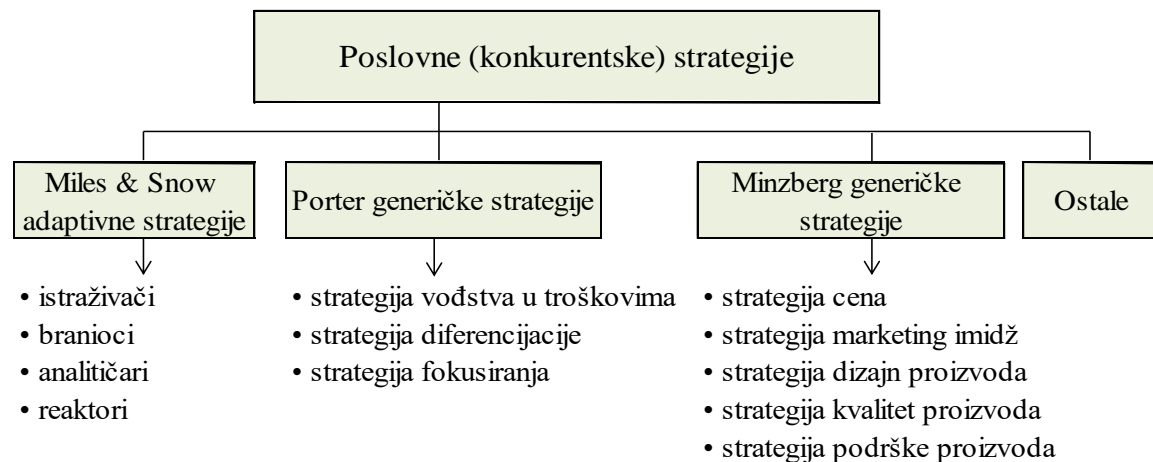 Poslovne (konkurentske) strategije
Miles & Snow
adaptivne strategije
Porter generičke strategije
Minzberg generičke
strategije
Ostale
• istraživači
• branioci
• analitičari
• reaktori
• strategija vođstva u troškovima
• strategija diferencijacije
• strategija fokusiranja
• strategija cena
• strategija marketing imidž
• strategija dizajn proizvoda
• strategija kvalitet proizvoda
• strategija podrške proizvoda